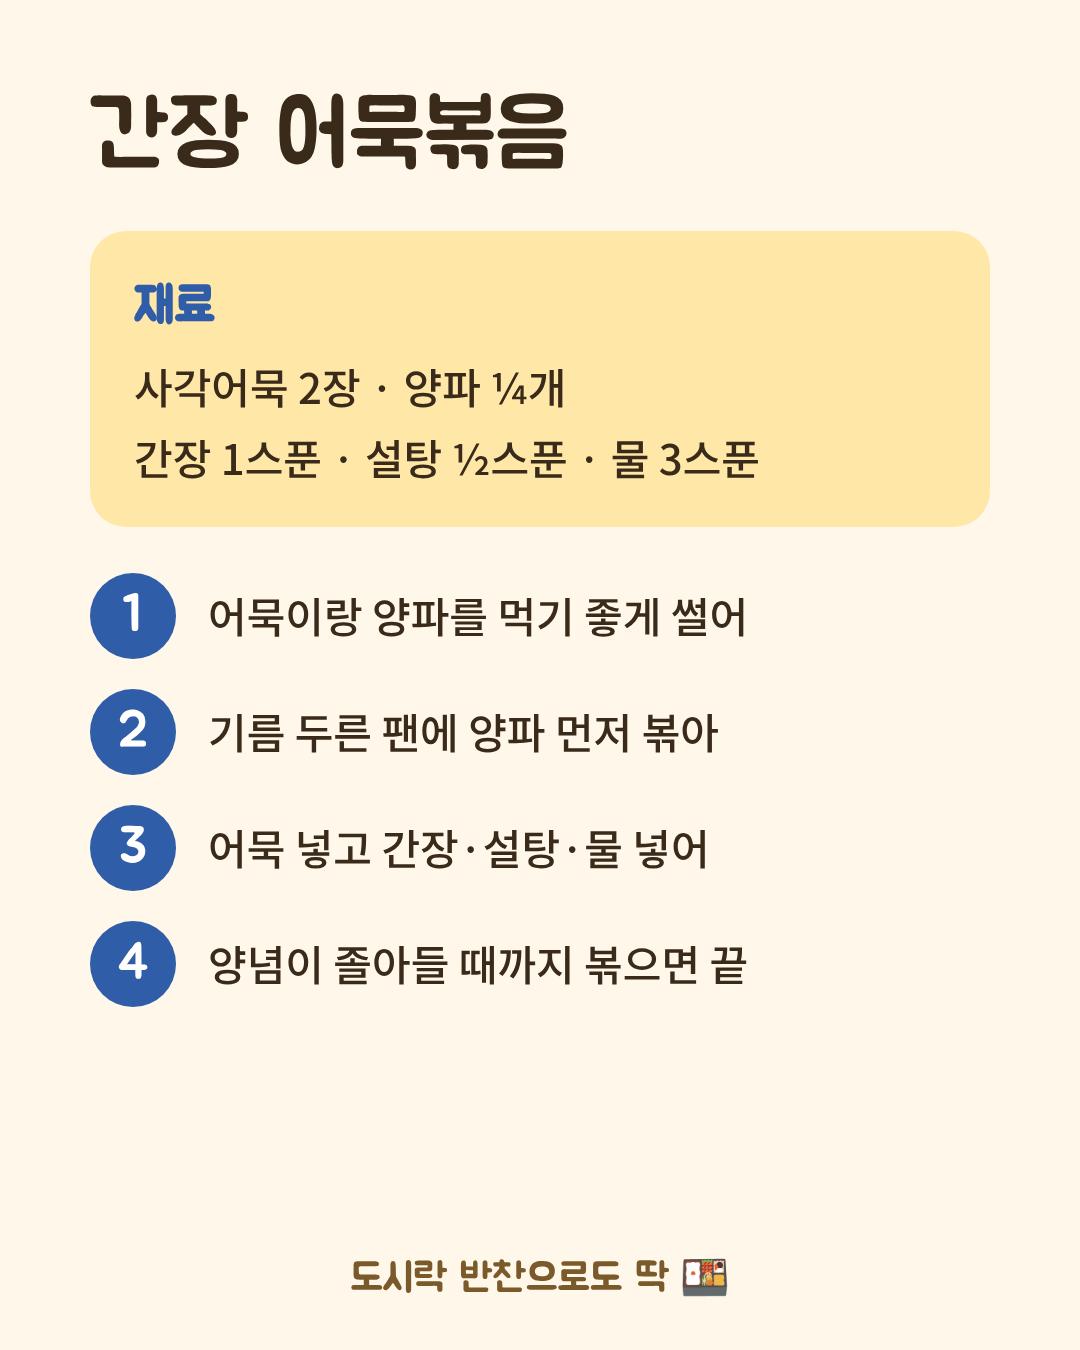 간장 어묵볶음
재료
사각어묵 2장 · 양파 ¼개
간장 1스푼 · 설탕 ½스푼 · 물 3스푼
1 어묵이랑 양파를 먹기 좋게 썰어
2 기름 두른 팬에 양파 먼저 볶아
3 어묵 넣고 간장·설탕·물 넣어
4 양념이 졸아들 때까지 볶으면 끝
도시락 반찬으로도 딱 🍱